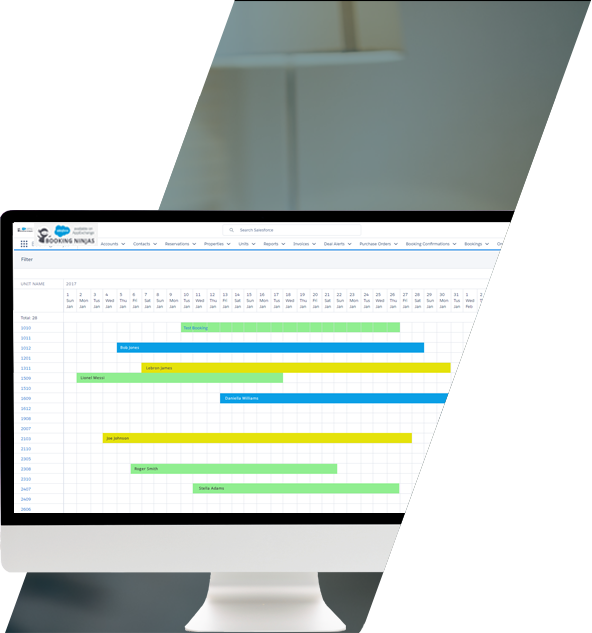 salesforce
Available on
AppExchange
BOOKING NINJAS
Search Salesforce
Accounts Contacts Reservations Properties Units Reports Invoices Deal Alerts Purchase Orders Booking Confirmations Bookings
Filter
UNIT NAME 2017
1 2 3 4 5 6 7 8 9 10 11 12 13 14 15 16 17 18 19 20 21 22 23 24 25 26 27 28 29 30 31 1 2
Sun Mon Tue Wed Thu Fri Sat Sun Mon Tue Wed Thu Fri Sat Sun Mon Tue Wed Thu Fri Sat Sun Mon Tue Wed Thu Fri Sat Sun Mon Tue Wed
Jan Jan Jan Jan Jan Jan Jan Jan Jan Jan Jan Jan Jan Jan Jan Jan Jan Jan Jan Jan Jan Jan Jan Jan Jan Jan Jan Jan Jan Jan Jan Feb
Total 28
1010 Test Booking
1011
1012 Bob Jones
1201
1211 Lebron James
1509 Lionel Messi
1510
1609 Daniella Williams
1612
1908
2007
2103 Joe Johnson
2110
2305
2308 Roger Smith
2310
2407 Stella Adams
2409